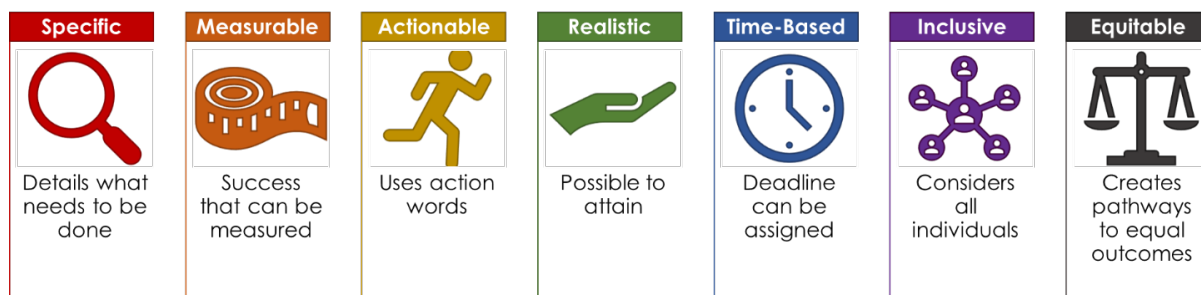 Specific
Details what
needs to be
done
Measurable
Success
that can be
measured
Actionable
Uses action
words
Realistic
Possible to
attain
Time-Based
Deadline
can be
assigned
Inclusive
Considers
all
individuals
Equitable
Creates
pathways
to equal
outcomes